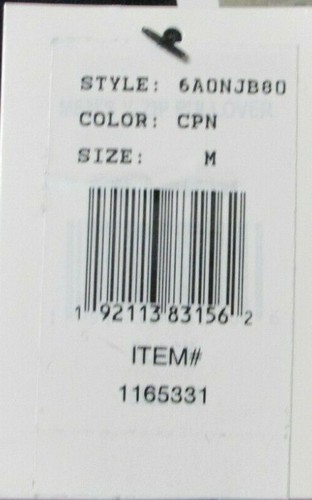 STYLE: 6A0NJB80
COLOR: CPN
SIZE: M
1 92113 83156 2
ITEM#
1165331